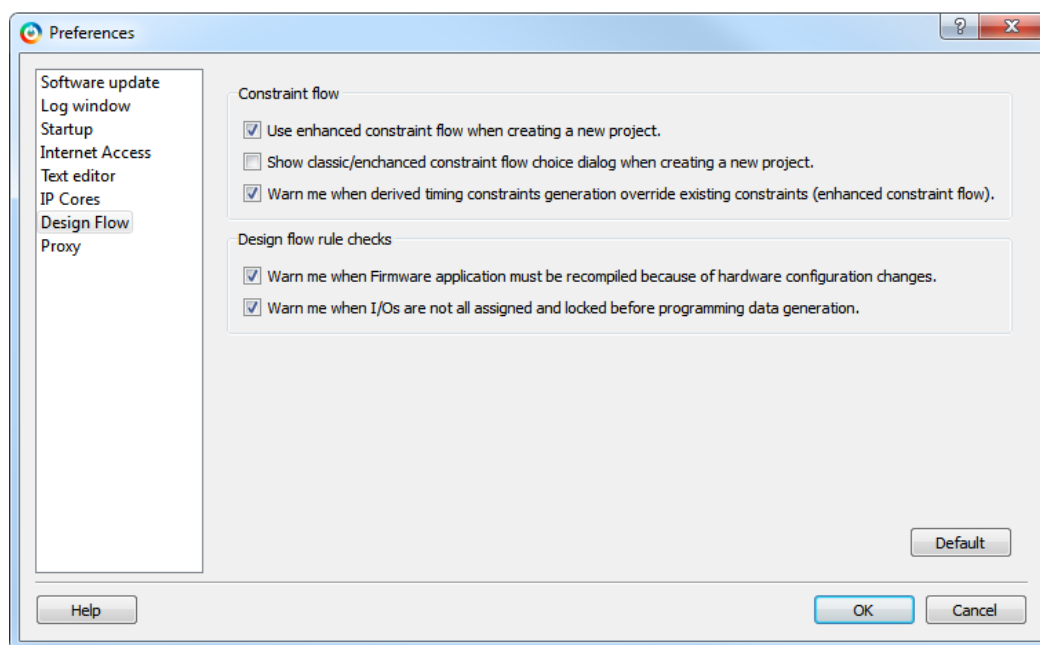 Preferences
Software update
Log window
Startup
Internet Access
Text editor
IP Cores
Design Flow
Proxy
Constraint flow
Use enhanced constraint flow when creating a new project.
Show classic/enchanced constraint flow choice dialog when creating a new project.
Warn me when derived timing constraints generation override existing constraints (enhanced constraint flow).
Design flow rule checks
Warn me when Firmware application must be recompiled because of hardware configuration changes.
Warn me when I/Os are not all assigned and locked before programming data generation.
Default
Help
OK
Cancel